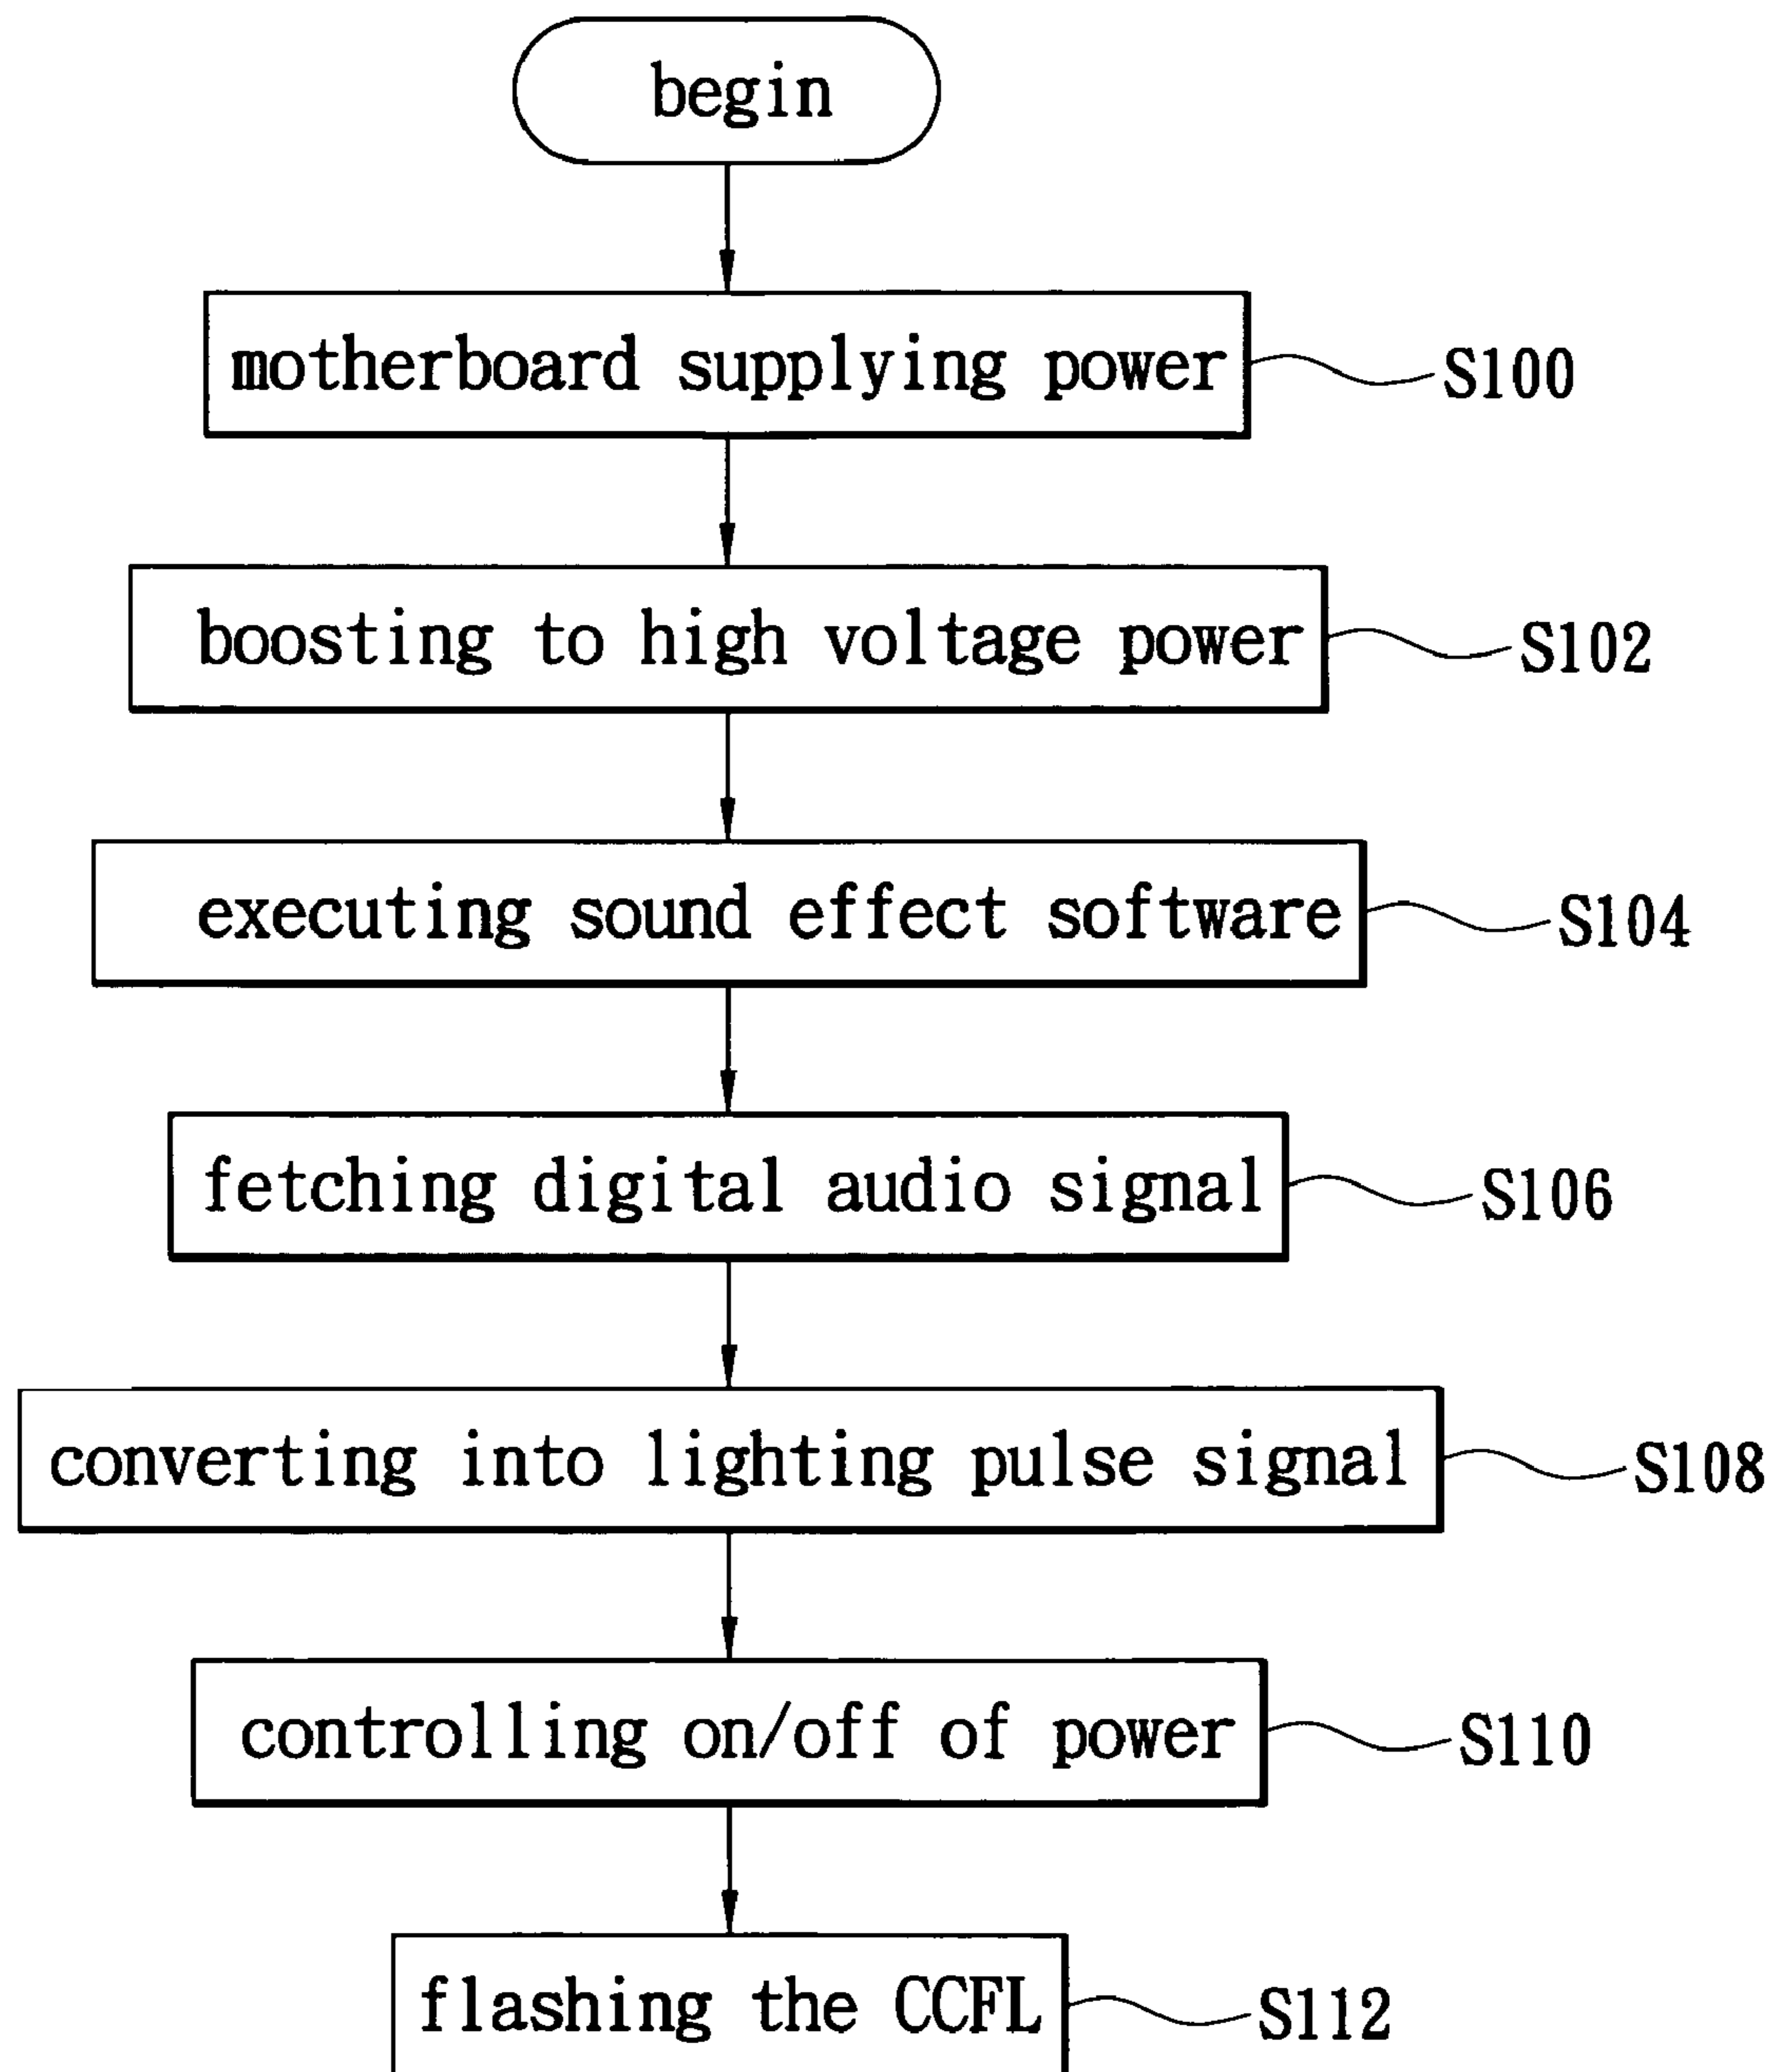 begin
motherboard supplying power
S100
boosting to high voltage power
S102
executing sound effect software
S104
fetching digital audio signal
S106
converting into lighting pulse signal
S108
controlling on/off of power
S110
flashing the CCFL
S112